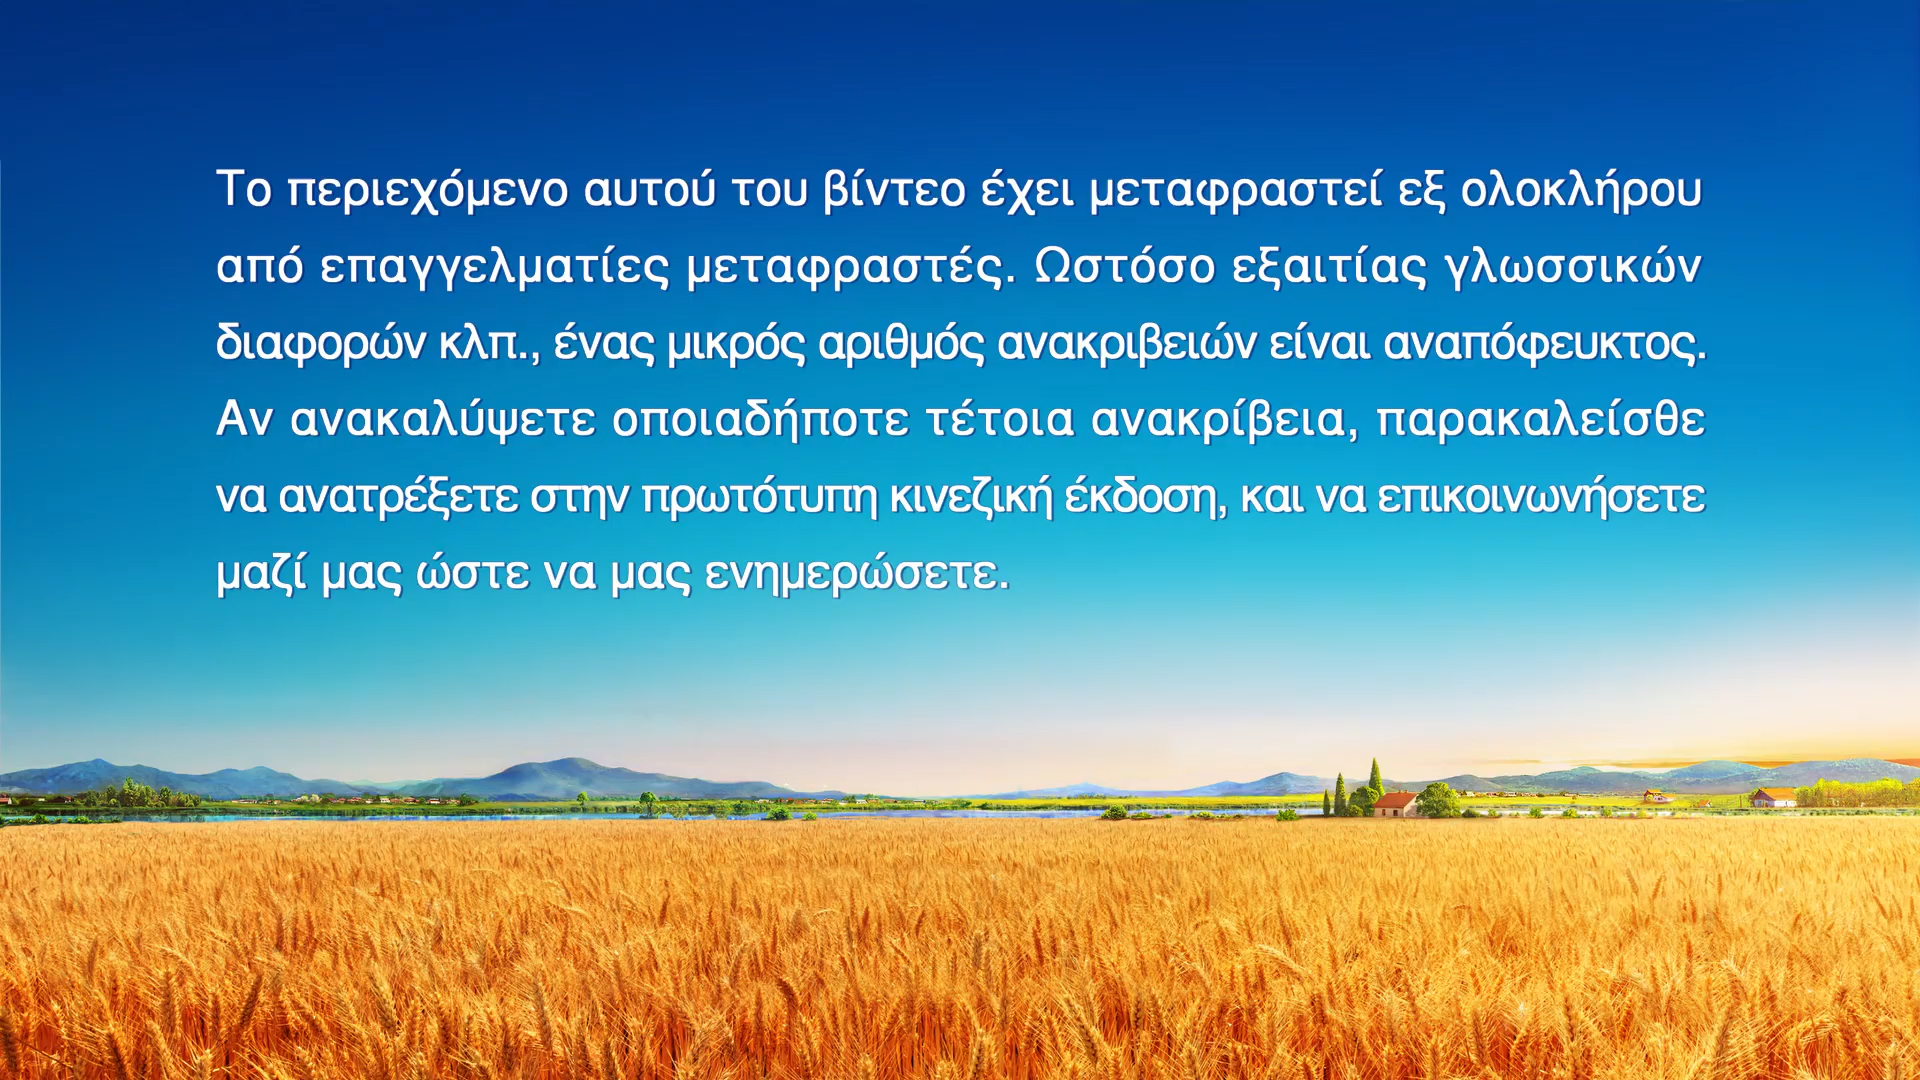 Το περιεχόμενο αυτού του βίντεο έχει μεταφραστεί εξ ολοκλήρου
από επαγγελματίες μεταφραστές. Ωστόσο εξαιτίας γλωσσικών
διαφορών κλπ., ένας μικρός αριθμός ανακριβειών είναι αναπόφευκτος.
Αν ανακαλύψετε οποιαδήποτε τέτοια ανακρίβεια, παρακαλείσθε
να ανατρέξετε στην πρωτότυπη κινεζική έκδοση, και να επικοινωνήσετε
μαζί μας ώστε να μας ενημερώσετε.